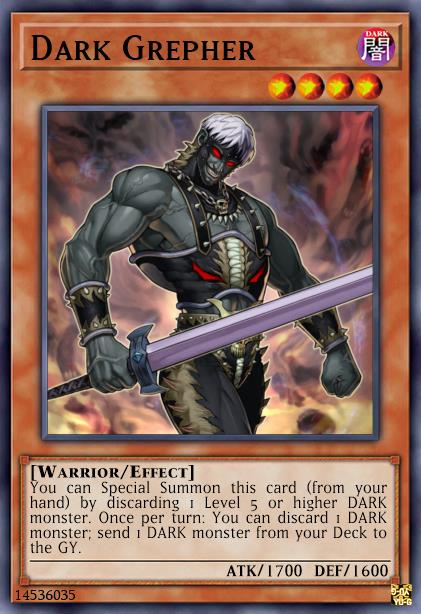 DARK GREPHER
DARK
闇
[WARRIOR/EFFECT]
You can Special Summon this card (from your
hand) by discarding 1 Level 5 or higher DARK
monster. Once per turn: You can discard 1 DARK
monster; send 1 DARK monster from your Deck to
the GY.
ATK/1700 DEF/1600
14536035